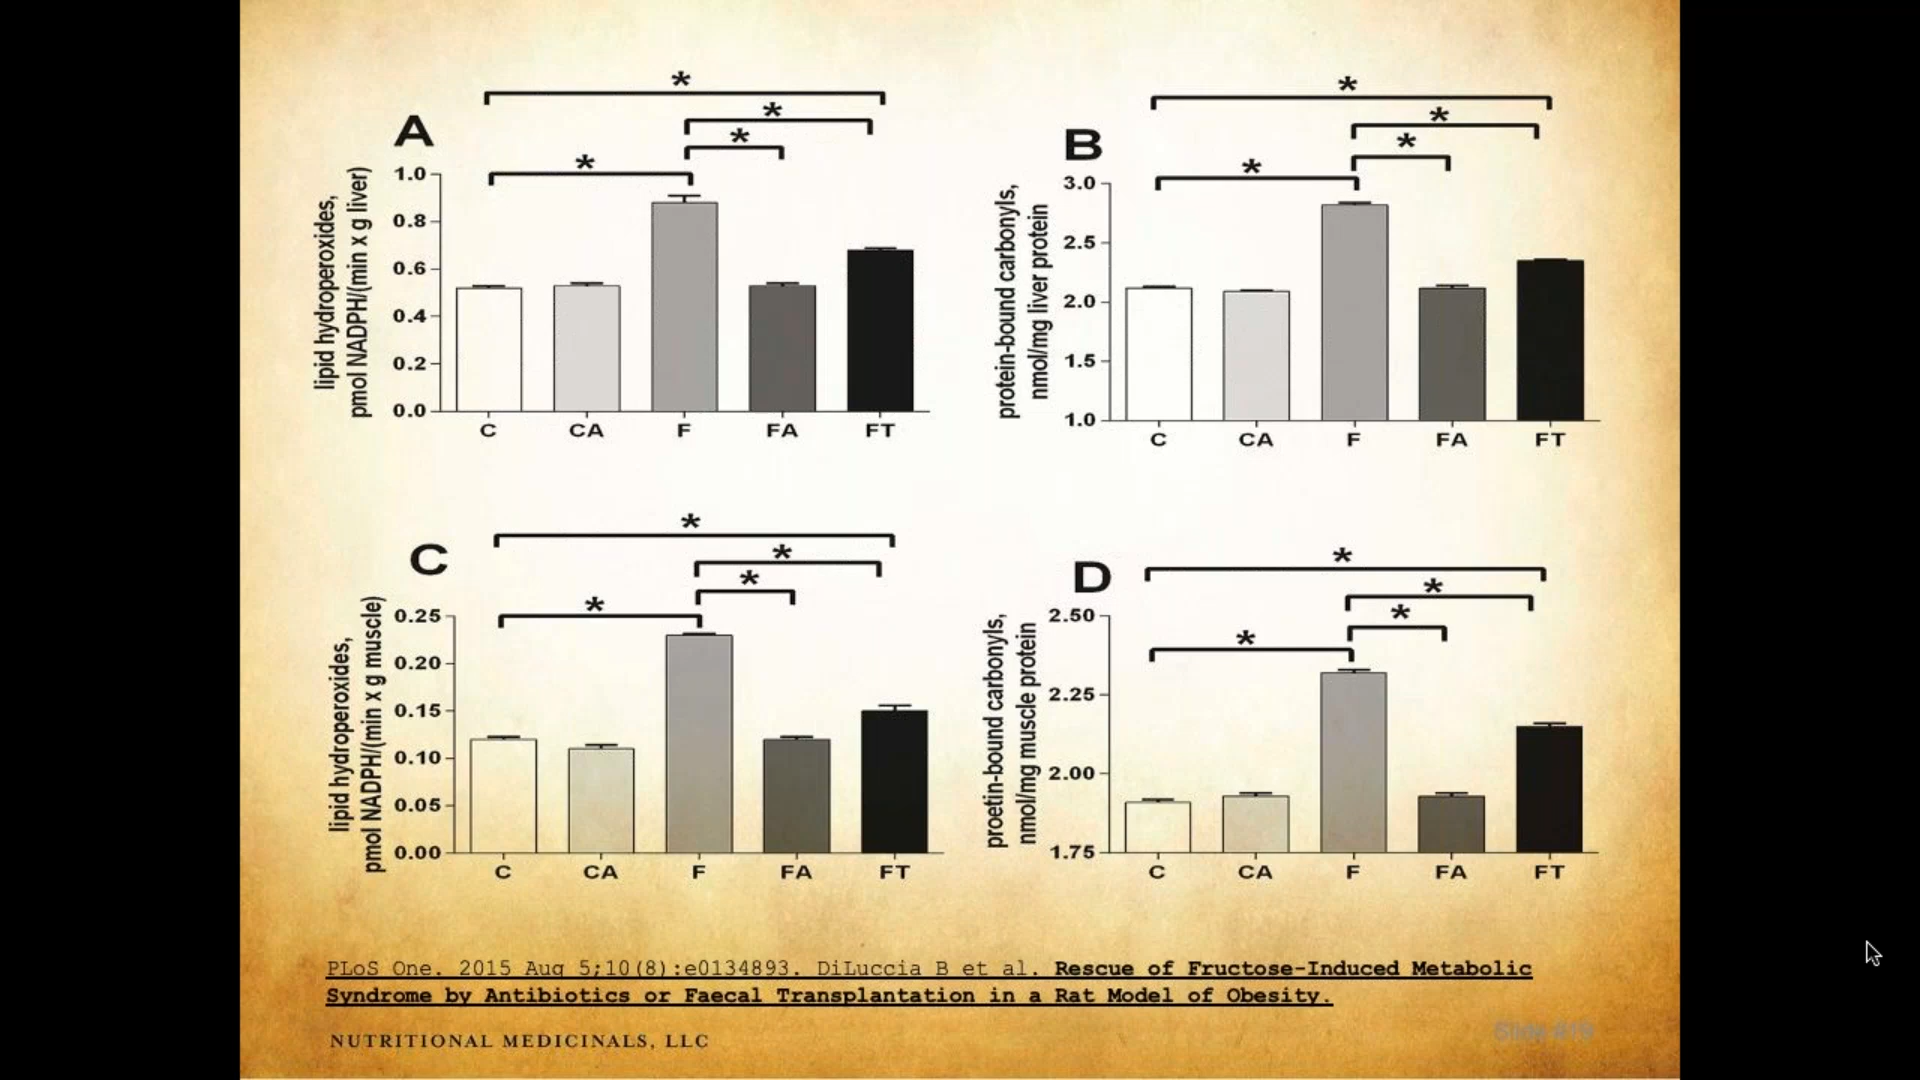 *
*
*
*
A
lipid hydroperoxides,
pmol NADPH/(min x g liver)
1.0
0.8
0.6
0.4
0.2
0.0
C CA F FA FT
*
*
*
*
B
protein-bound carbonyls,
nmol/mg liver protein
3.0
2.5
2.0
1.5
1.0
C CA F FA FT
*
*
*
*
C
lipid hydroperoxides,
pmol NADPH/(min x g muscle)
0.25
0.20
0.15
0.10
0.05
0.00
C CA F FA FT
*
*
*
*
D
proetin-bound carbonyls,
nmol/mg muscle protein
2.50
2.25
2.00
1.75
C CA F FA FT
PLoS One. 2015 Aug 5;10(8):e0134893. DiLuccia B et al. Rescue of Fructose-Induced Metabolic
Syndrome by Antibiotics or Faecal Transplantation in a Rat Model of Obesity.
NUTRITIONAL MEDICINALS, LLC
Slide